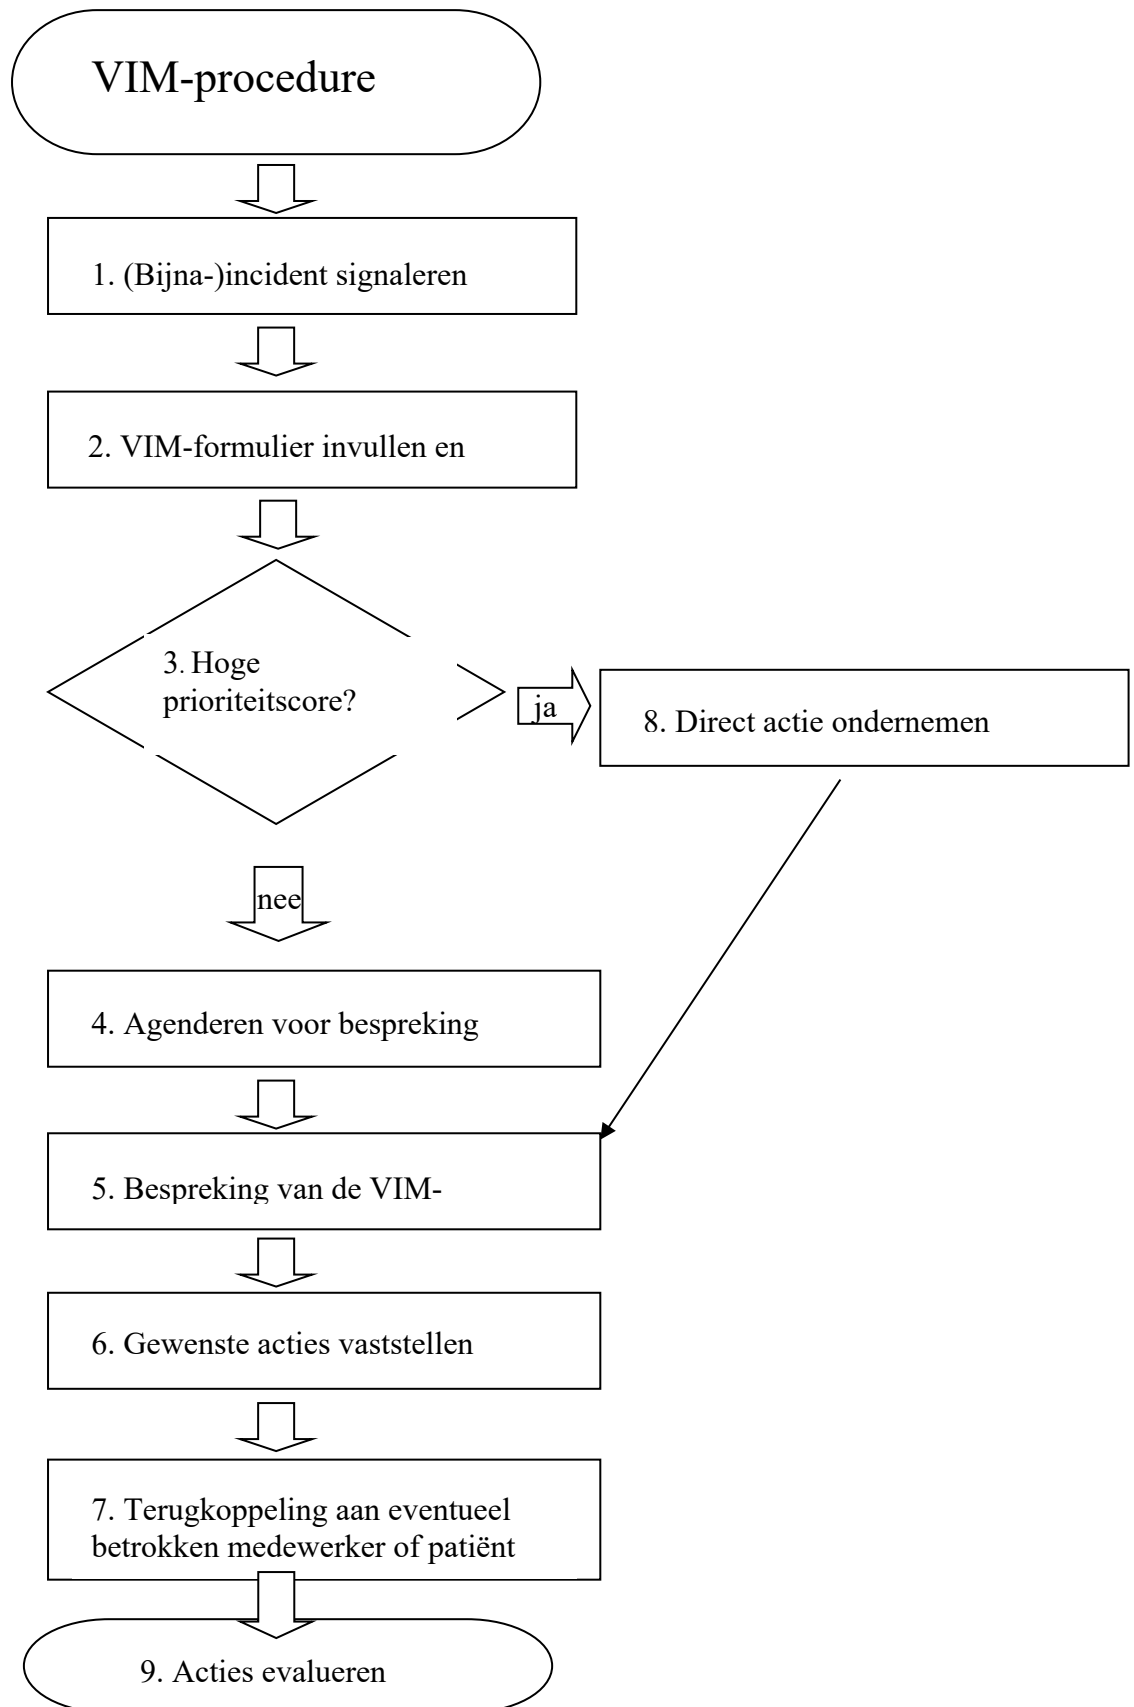 VIM-procedure
1. (Bijna-)incident signaleren
2. VIM-formulier invullen en
3. Hoge
prioriteitscore?
ja
8. Direct actie ondernemen
nee
4. Agenderen voor bespreking
5. Bespreking van de VIM-
6. Gewenste acties vaststellen
7. Terugkoppeling aan eventueel
betrokken medewerker of patiënt
9. Acties evalueren